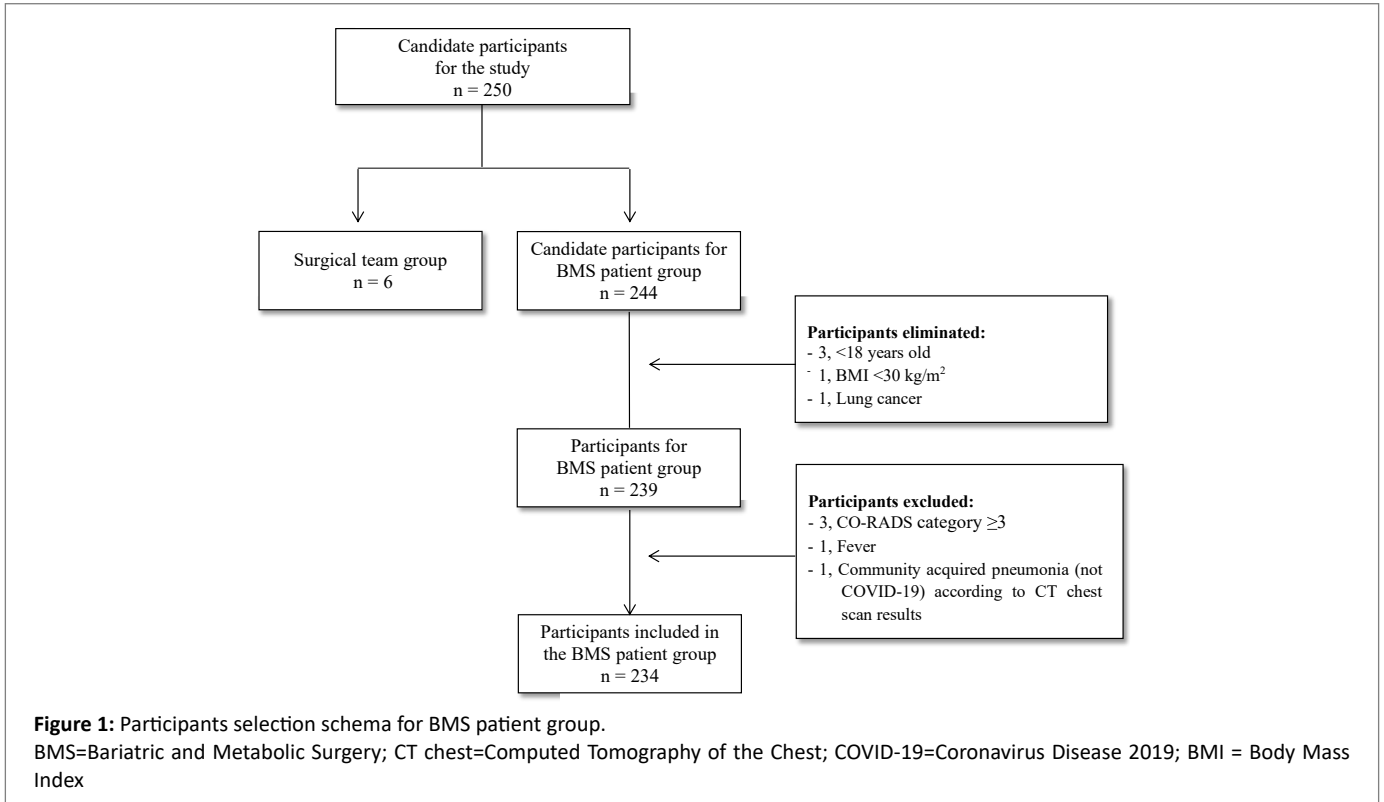 Candidate participants
for the study
n = 250
Surgical team group
n = 6
Candidate participants for
BMS patient group
n = 244
Participants eliminated:
- 3, <18 years old
- 1, BMI <30 kg/m²
- 1, Lung cancer
Participants for
BMS patient group
n = 239
Participants excluded:
- 3, CO-RADS category ≥3
- 1, Fever
- 1, Community acquired pneumonia (not
COVID-19) according to CT chest
scan results
Participants included in
the BMS patient group
n = 234
Figure 1: Participants selection schema for BMS patient group.
BMS=Bariatric and Metabolic Surgery; CT chest=Computed Tomography of the Chest; COVID-19=Coronavirus Disease 2019; BMI = Body Mass
Index